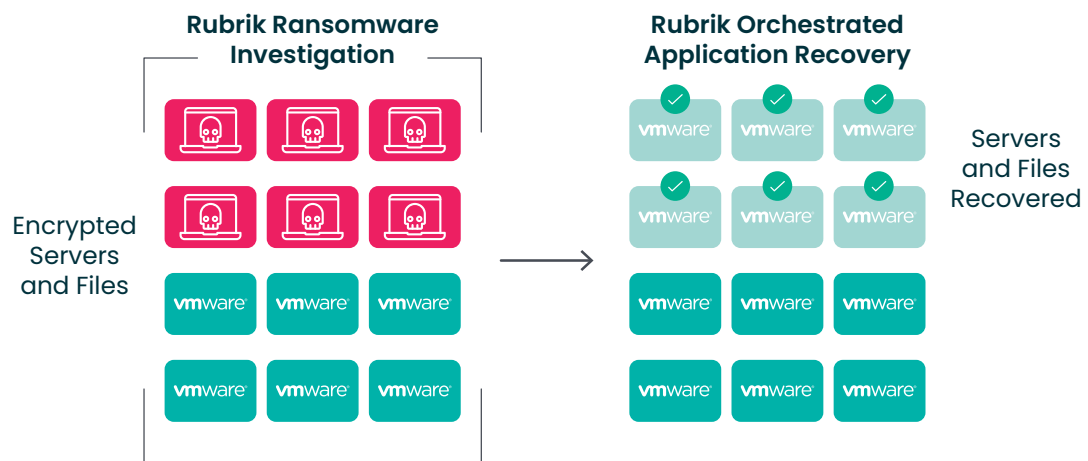 Rubrik Ransomware
Investigation
Encrypted
Servers
and Files
vmware®
vmware®
vmware®
vmware®
vmware®
vmware®
Rubrik Orchestrated
Application Recovery
vmware®
vmware®
vmware®
vmware®
vmware®
vmware®
vmware®
vmware®
vmware®
vmware®
vmware®
vmware®
Servers
and Files
Recovered